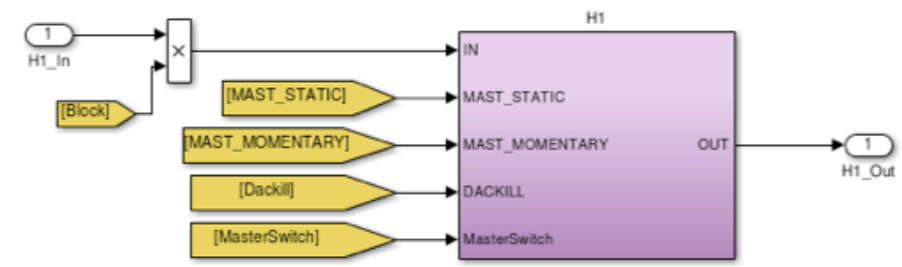 H1
1
H1_In
×
[Block]
[MAST_STATIC]
[MAST_MOMENTARY]
[Dackill]
[MasterSwitch]
IN
MAST_STATIC
MAST_MOMENTARY
DACKILL
MasterSwitch
OUT
1
H1_Out